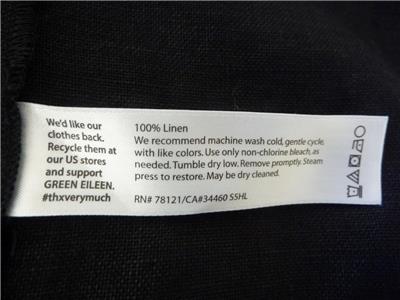 We'd like our
clothes back.
Recycle them at
our US stores
and support
GREEN EILEEN.
#thxverymuch
100% Linen
We recommend machine wash cold, gentle cycle,
with like colors. Use only non-chlorine bleach, as
needed. Tumble dry low. Remove promptly. Steam
press to restore. May be dry cleaned.
RN# 78121/CA#34460 SSHL